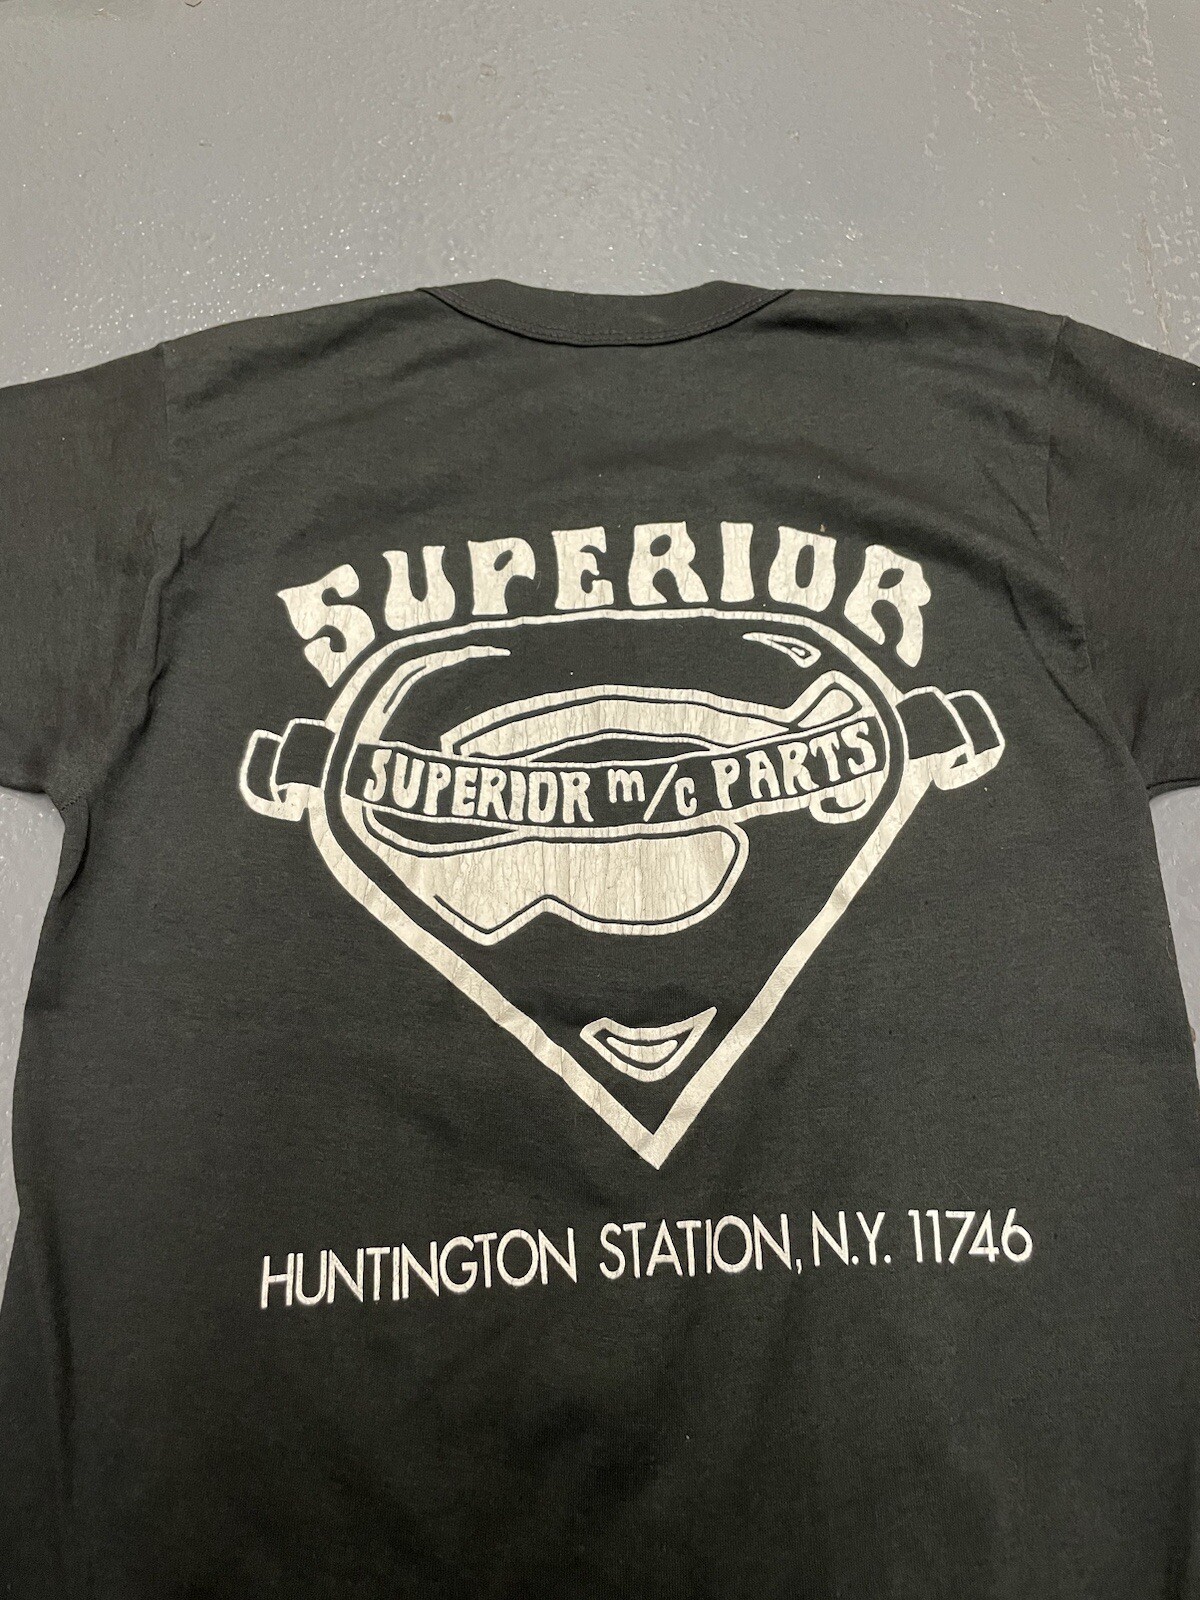 SUPERIOR
SUPERIOR m/c PARTS
HUNTINGTON STATION, N.Y. 11746